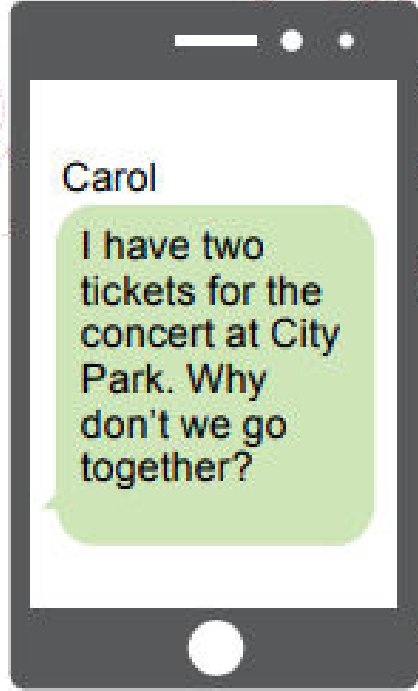 Carol
I have two
tickets for the
concert at City
Park. Why
don't we go
together?